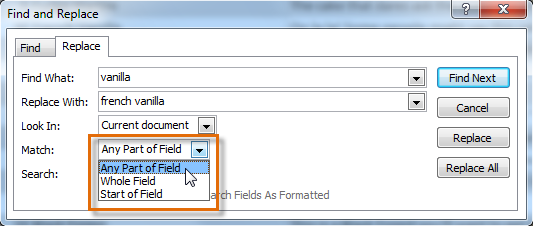 Find and Replace
Find Replace
Find What: vanilla Find Next
Replace With: french vanilla
Cancel
Look In: Current document
Replace
Match: Any Part of Field
Replace All
Search: Any Part of Field
Whole Field
Start of Field Fields As Formatted